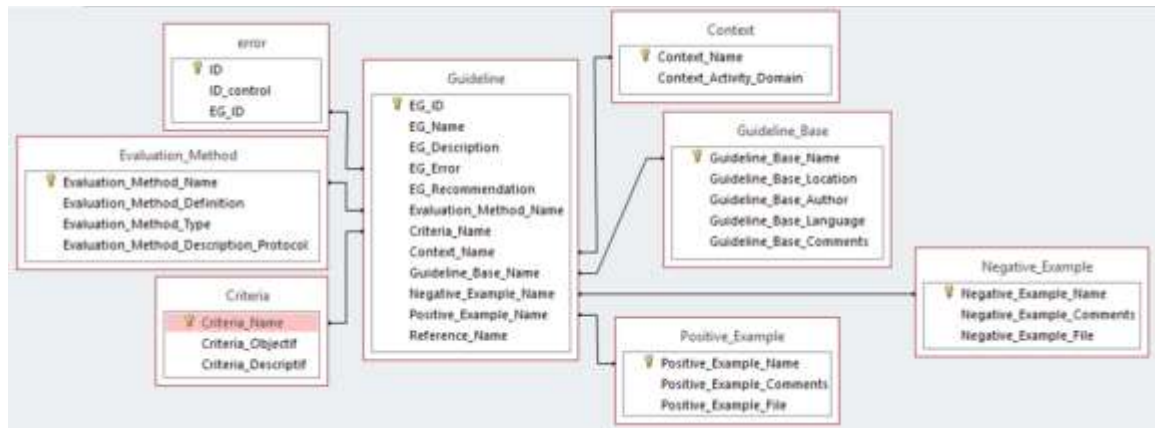 error
ID
ID_control
EG_ID
Evaluation_Method
Evaluation_Method_Name
Evaluation_Method_Definition
Evaluation_Method_Type
Evaluation_Method_Description_Protocol
Criteria
Criteria_Name
Criteria_Objectif
Criteria_Descriptif
Guideline
EG_ID
EG_Name
EG_Description
EG_Error
EG_Recommendation
Evaluation_Method_Name
Criteria_Name
Context_Name
Guideline_Base_Name
Negative_Example_Name
Positive_Example_Name
Reference_Name
Context
Context_Name
Context_Activity_Domain
Guideline_Base
Guideline_Base_Name
Guideline_Base_Location
Guideline_Base_Author
Guideline_Base_Language
Guideline_Base_Comments
Negative_Example
Negative_Example_Name
Negative_Example_Comments
Negative_Example_File
Positive_Example
Positive_Example_Name
Positive_Example_Comments
Positive_Example_File